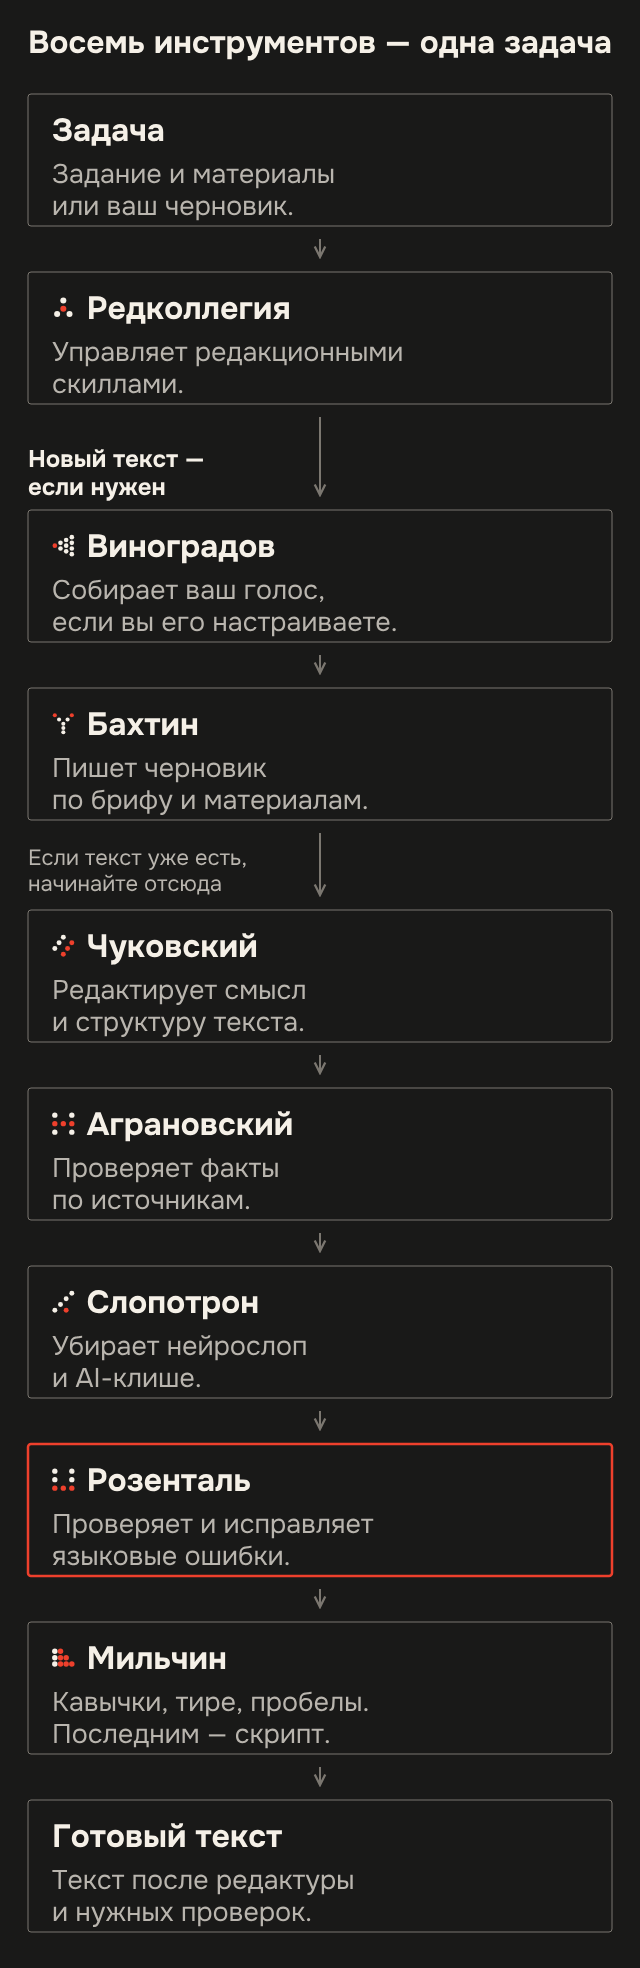 Восемь инструментов — одна задача
Задача
Задание и материалы
или ваш черновик.
Редколлегия
Управляет редакционными
скиллами.
Новый текст —
если нужен
Виноградов
Собирает ваш голос,
если вы его настраиваете.
Бахтин
Пишет черновик
по брифу и материалам.
Если текст уже есть,
начинайте отсюда
Чуковский
Редактирует смысл
и структуру текста.
Аграновский
Проверяет факты
по источникам.
Слопотрон
Убирает нейрослоп
и AI-клише.
Розенталь
Проверяет и исправляет
языковые ошибки.
Мильчин
Кавычки, тире, пробелы.
Последним — скрипт.
Готовый текст
Текст после редактуры
и нужных проверок.